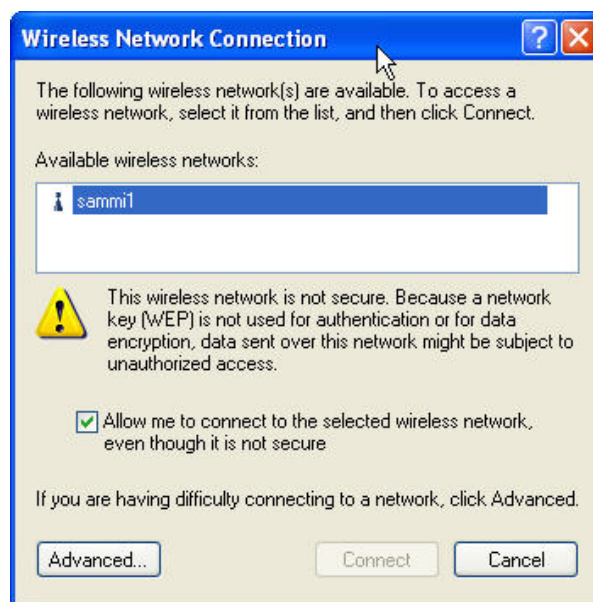 Wireless Network Connection
The following wireless network(s) are available. To access a
wireless network, select it from the list, and then click Connect.
Available wireless networks:
sammi1
This wireless network is not secure. Because a network
key (WEP) is not used for authentication or for data
encryption, data sent over this network might be subject to
unauthorized access.
Allow me to connect to the selected wireless network,
even though it is not secure
If you are having difficulty connecting to a network, click Advanced.
Advanced... Connect Cancel